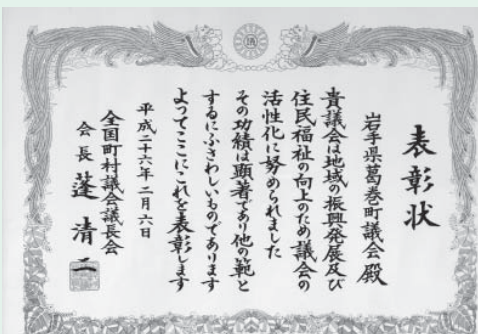 表彰状
岩手県葛巻町議会殿
貴議会は地域の振興発展及び
住民福祉の向上のため議会の
活性化に努められました
その功績は顕著であり他の範と
するにふさわしいものであります
よってここにこれを表彰します
平成二十六年二月六日
全国町村議会議長会
会長 蓬 清二